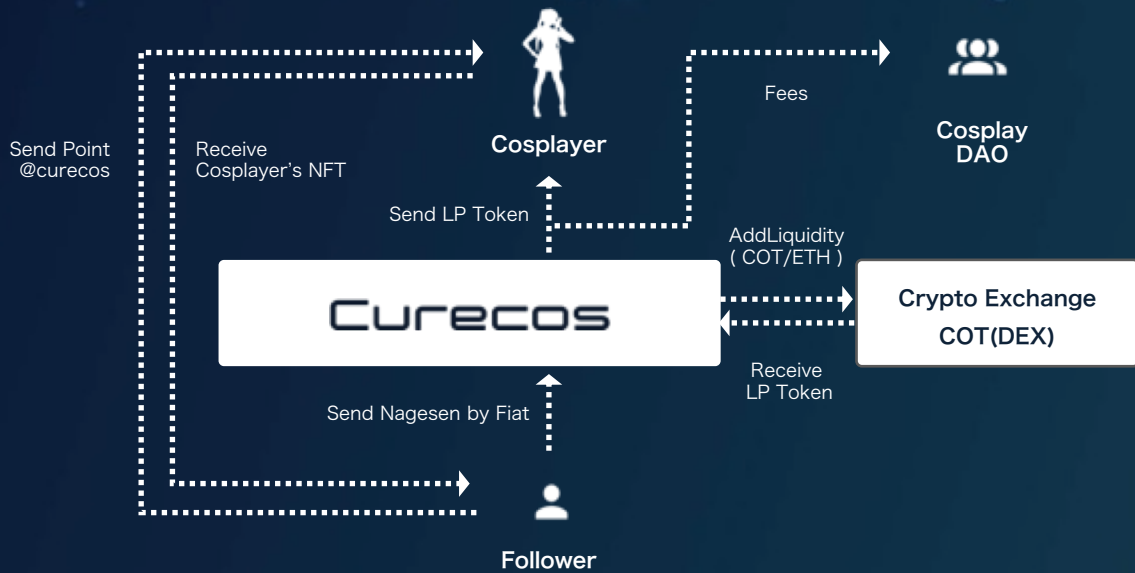 Fees
Cosplay
DAO
Send Point
@curecos
Receive
Cosplayer's NFT
Cosplayer
Send LP Token
AddLiquidity
( COT/ETH )
Curecos
Crypto Exchange
COT(DEX)
Receive
LP Token
Send Nagesen by Fiat
Follower